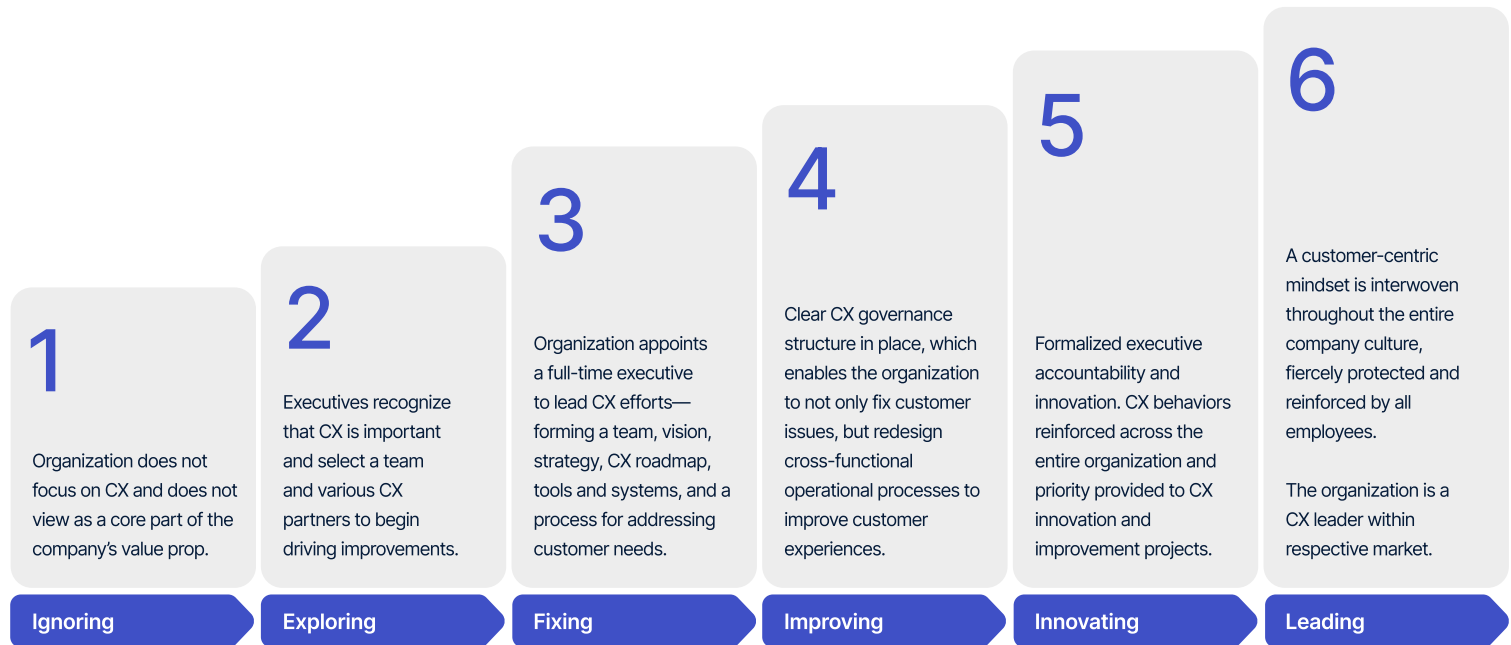 1
Organization does not
focus on CX and does not
view as a core part of the
company's value prop.
Ignoring
2
Executives recognize
that CX is important
and select a team
and various CX
partners to begin
driving improvements.
Exploring
3
Organization appoints
a full-time executive
to lead CX efforts—
forming a team, vision,
strategy, CX roadmap,
tools and systems, and a
process for addressing
customer needs.
Fixing
4
Clear CX governance
structure in place, which
enables the organization
to not only fix customer
issues, but redesign
cross-functional
operational processes to
improve customer
experiences.
Improving
5
Formalized executive
accountability and
innovation. CX behaviors
reinforced across the
entire organization and
priority provided to CX
innovation and
improvement projects.
Innovating
6
A customer-centric
mindset is interwoven
throughout the entire
company culture,
fiercely protected and
reinforced by all
employees.
The organization is a
CX leader within
respective market.
Leading